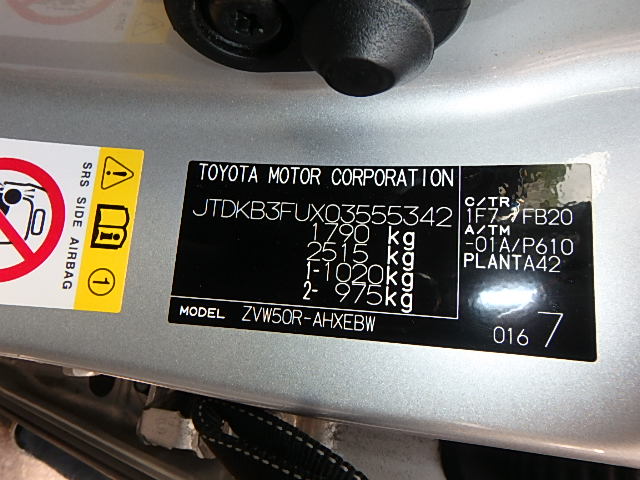 TOYOTA MOTOR CORPORATION
JTDKB3FUX03555342
1790 kg
2515 kg
1-1020kg
2- 975kg
MODEL ZVW50R-AHXEBW
C/TR
1F7 FB20
A/TM
-01A/P610
PLANTA42
016 7
SRS SIDE AIRBAG
1